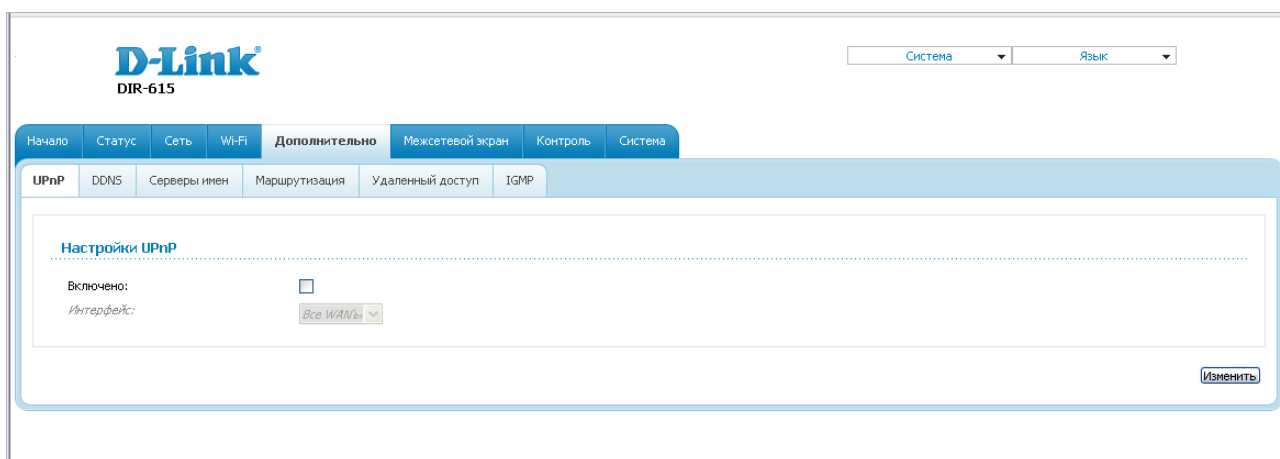 D-Link®
DIR-615
Система Язык
Начало Статус Сеть Wi-Fi Дополнительно Межсетевой экран Контроль Система
UPnP DDNS Серверы имен Маршрутизация Удаленный доступ IGMP
Настройки UPnP
Включено:
Интерфейс: Все WAN'ы
Изменить